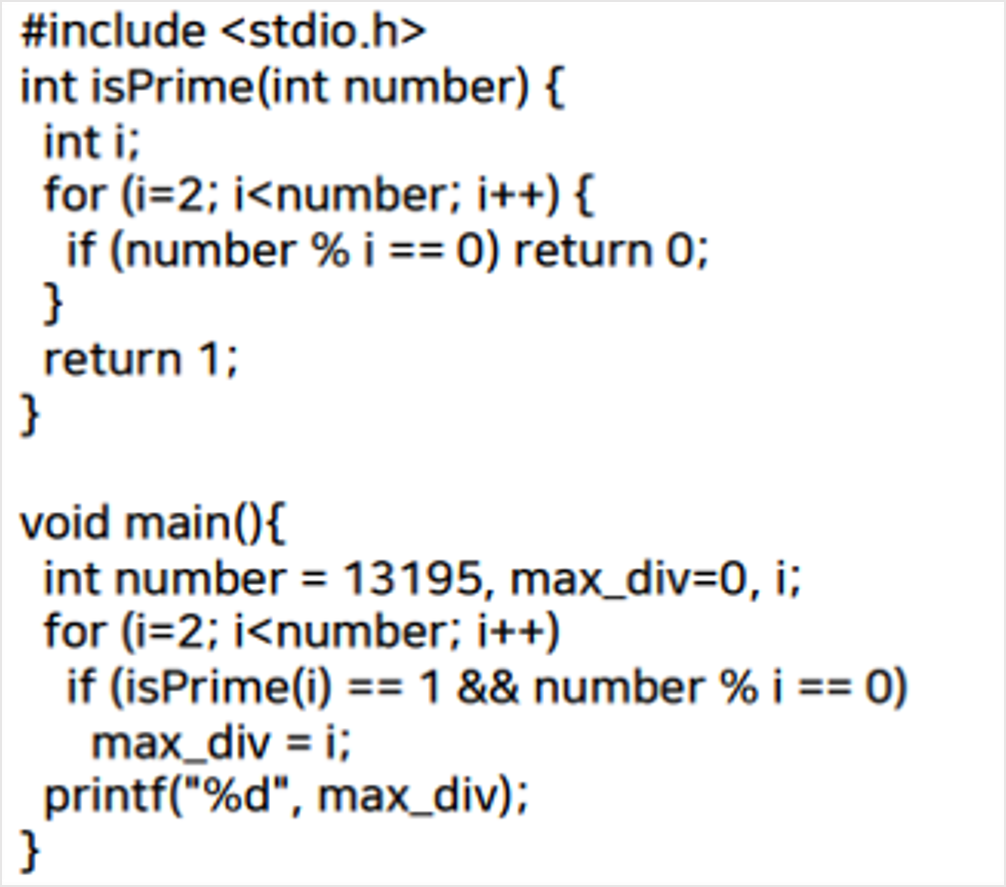 #include <stdio.h>
int isPrime(int number) {
  int i;
  for (i=2; i<number; i++) {
    if (number % i == 0) return 0;
  }
  return 1;
}

void main(){
  int number = 13195, max_div=0, i;
  for (i=2; i<number; i++)
    if (isPrime(i) == 1 && number % i == 0)
      max_div = i;
  printf("%d", max_div);
}